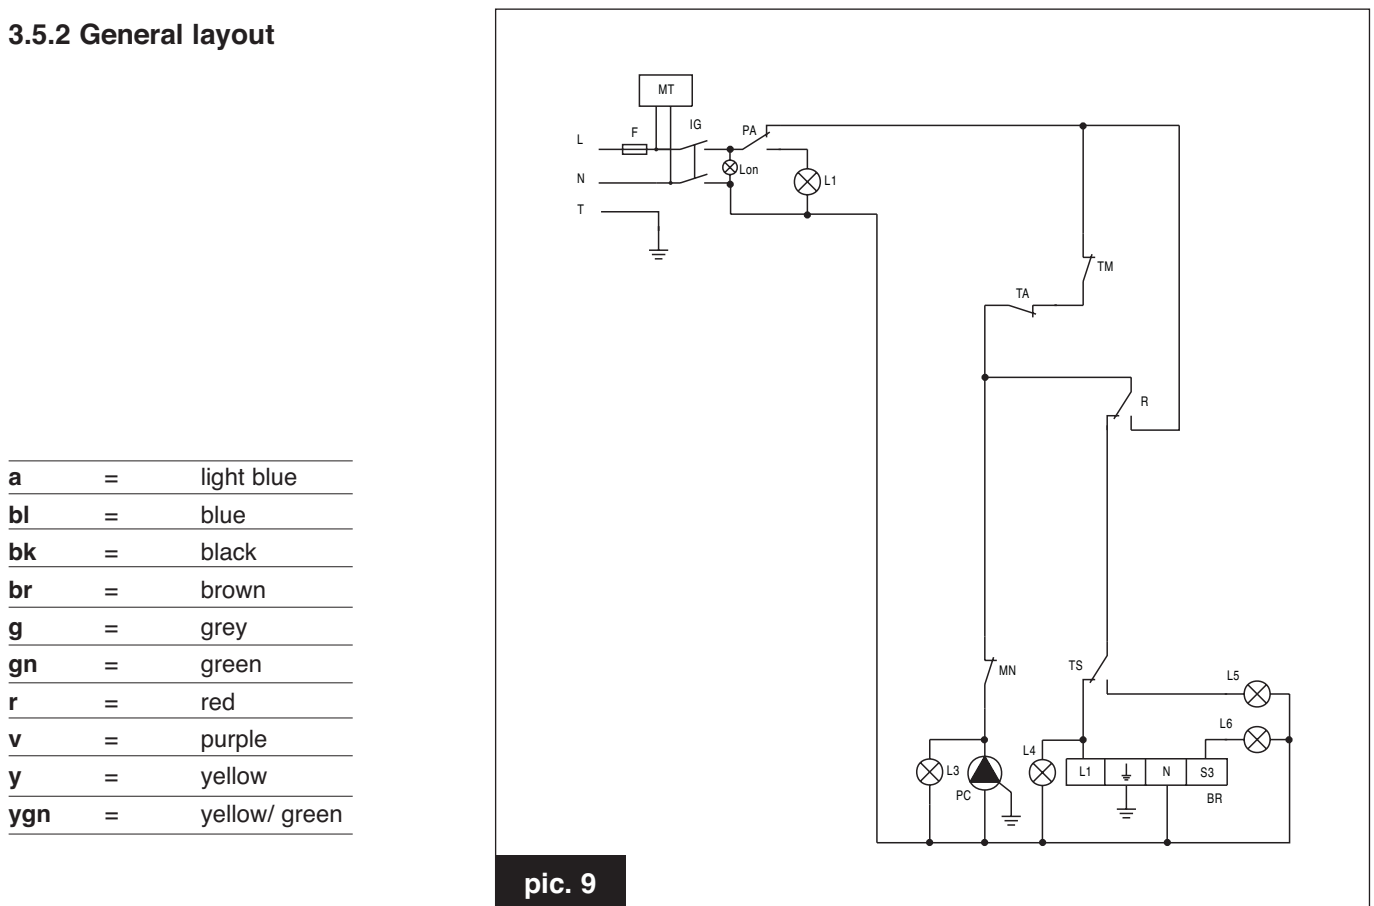 3.5.2 General layout
MT
F
IG
PA
L
Lon
L1
N
T
TM
TA
R
a = light blue
bl = blue
bk = black
br = brown
g = grey
gn = green
r = red
v = purple
y = yellow
ygn = yellow/ green
MN
TS
L5
L6
L4
L3
PC
L1 N S3
BR
pic. 9